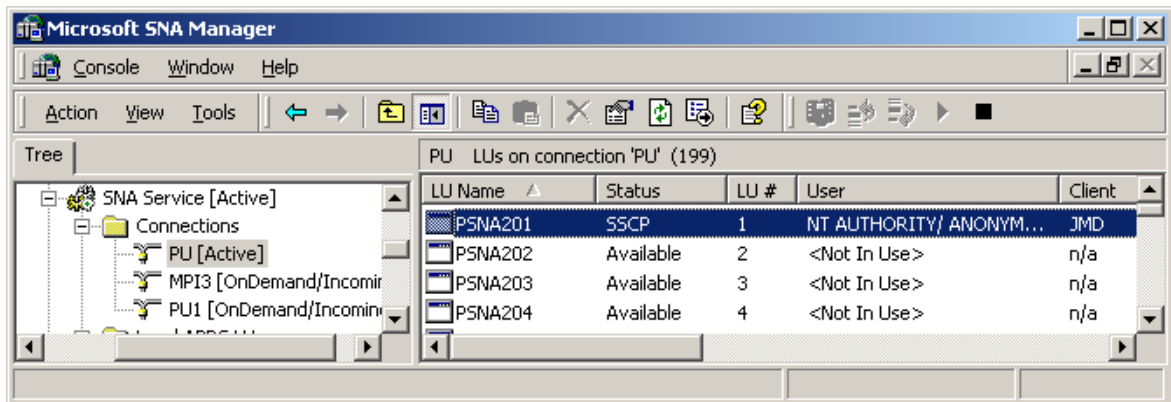 Microsoft SNA Manager
Console Window Help
Action View Tools
Tree
PU LUs on connection 'PU' (199)
LU Name Status LU # User Client
SNA Service [Active]
Connections
PU [Active]
MPI3 [OnDemand/Incomin
PU1 [OnDemand/Incomin
PSNA201 SSCP 1 NT AUTHORITY/ ANONYM... JMD
PSNA202 Available 2 <Not In Use> n/a
PSNA203 Available 3 <Not In Use> n/a
PSNA204 Available 4 <Not In Use> n/a